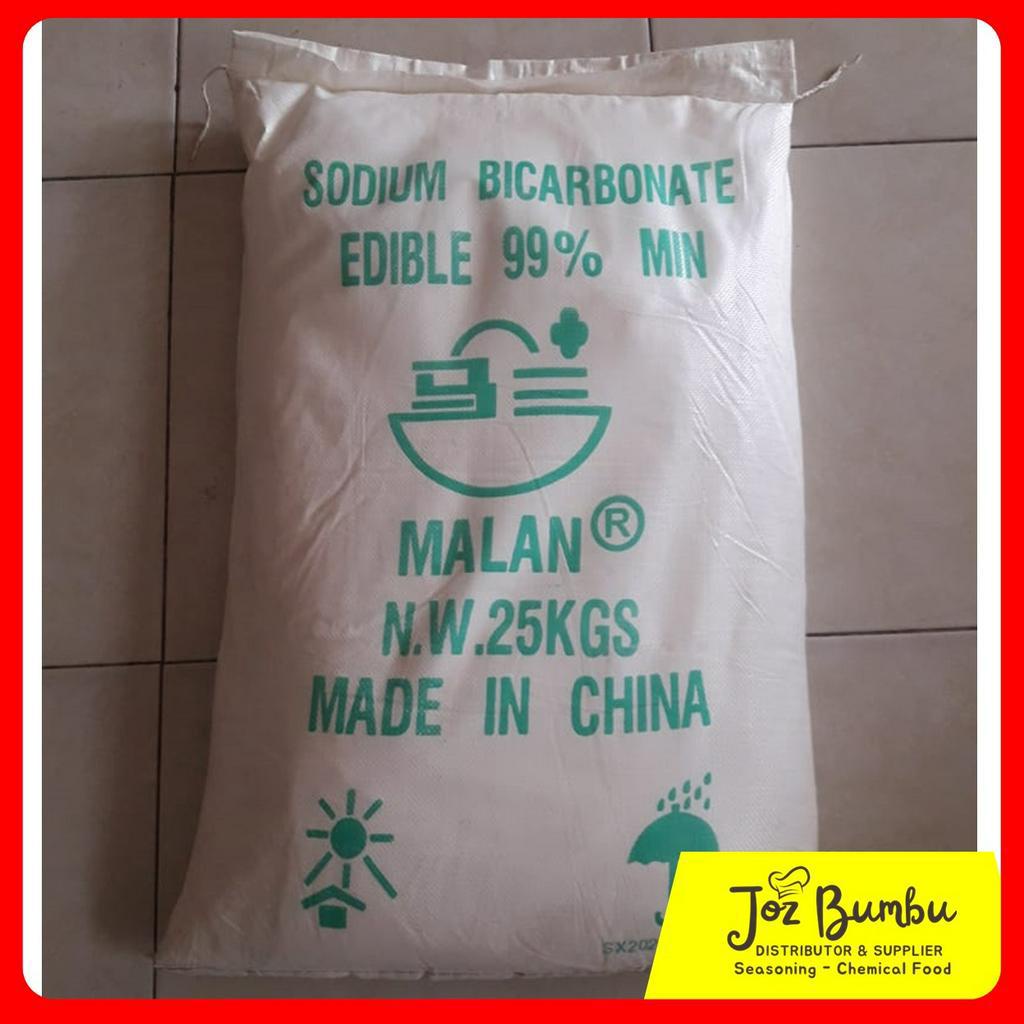 SODIUM BICARBONATE
EDIBLE 99% MIN
MALAN®
N.W.25KGS
MADE IN CHINA
Joz Bumbu
DISTRIBUTOR & SUPPLIER
Seasoning - Chemical Food